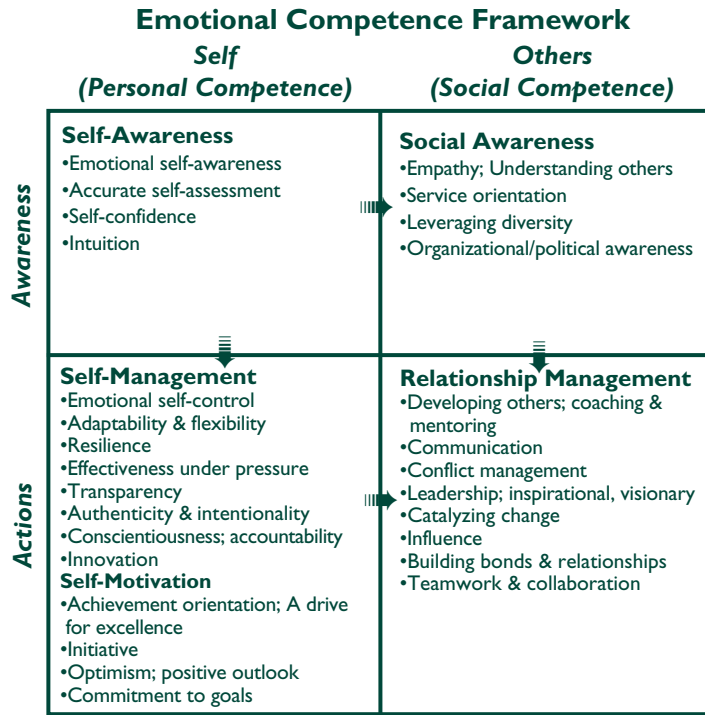 Emotional Competence Framework
Self
(Personal Competence)
Others
(Social Competence)
Awareness
Self-Awareness
•Emotional self-awareness
•Accurate self-assessment
•Self-confidence
•Intuition
Social Awareness
•Empathy; Understanding others
•Service orientation
•Leveraging diversity
•Organizational/political awareness
Actions
Self-Management
•Emotional self-control
•Adaptability & flexibility
•Resilience
•Effectiveness under pressure
•Transparency
•Authenticity & intentionality
•Conscientiousness; accountability
•Innovation
Self-Motivation
•Achievement orientation; A drive
for excellence
•Initiative
•Optimism; positive outlook
•Commitment to goals
Relationship Management
•Developing others; coaching &
mentoring
•Communication
•Conflict management
•Leadership; inspirational, visionary
•Catalyzing change
•Influence
•Building bonds & relationships
•Teamwork & collaboration